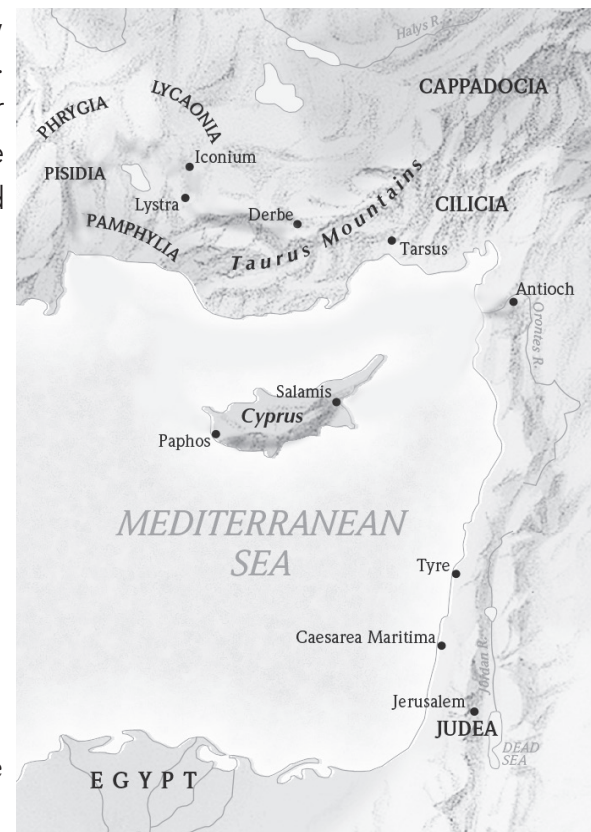 Halys R.
CAPPADOCIA
LYCAONIA
PHRYGIA
Iconium
PISIDIA
Lystra
CILICIA
Derbe
Taurus Mountains
PAMPHYLIA
Tarsus
Antioch
Orontes R.
Salamis
Cyprus
Paphos
MEDITERRANEAN
SEA
Tyre
Caesarea Maritima
Jordan R.
Jerusalem
JUDEA
DEAD
SEA
EGYPT